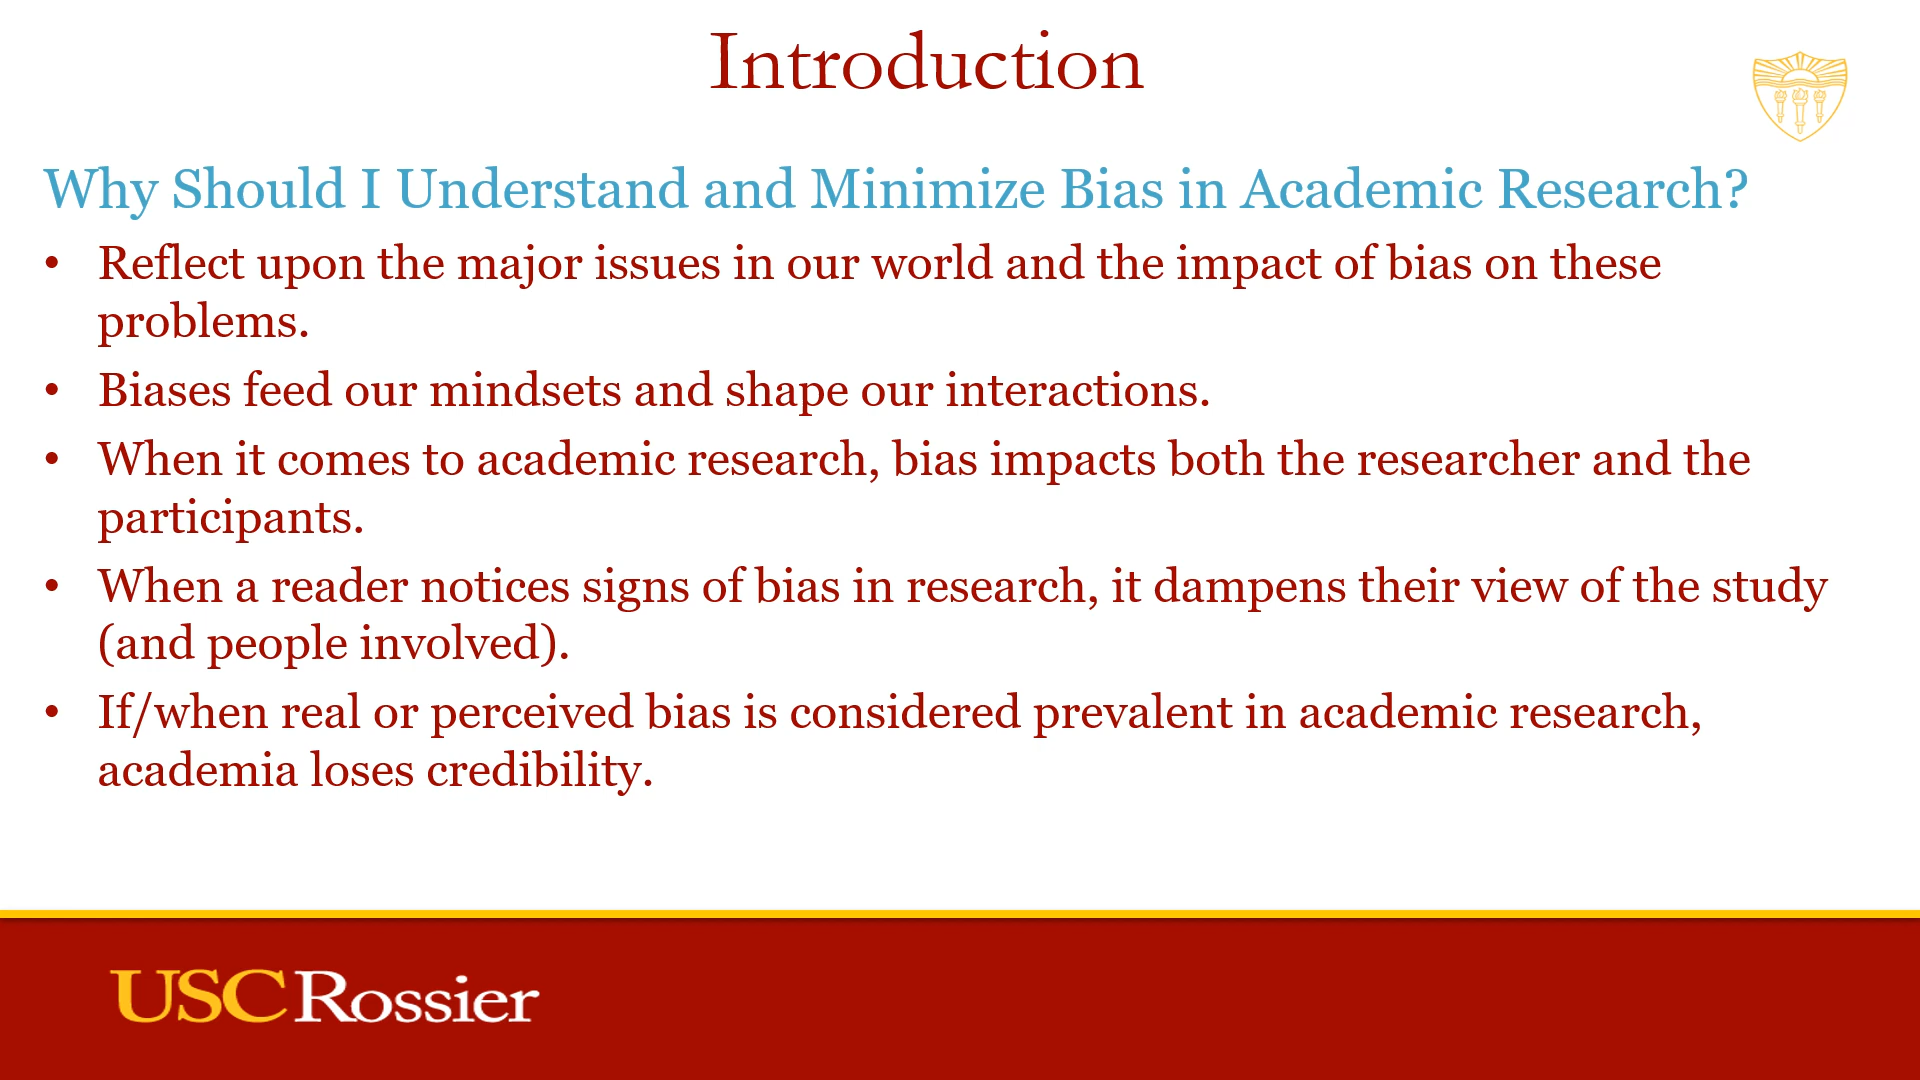 Introduction
Why Should I Understand and Minimize Bias in Academic Research?
• Reflect upon the major issues in our world and the impact of bias on these
problems.
• Biases feed our mindsets and shape our interactions.
• When it comes to academic research, bias impacts both the researcher and the
participants.
• When a reader notices signs of bias in research, it dampens their view of the study
(and people involved).
• If/when real or perceived bias is considered prevalent in academic research,
academia loses credibility.
USC Rossier